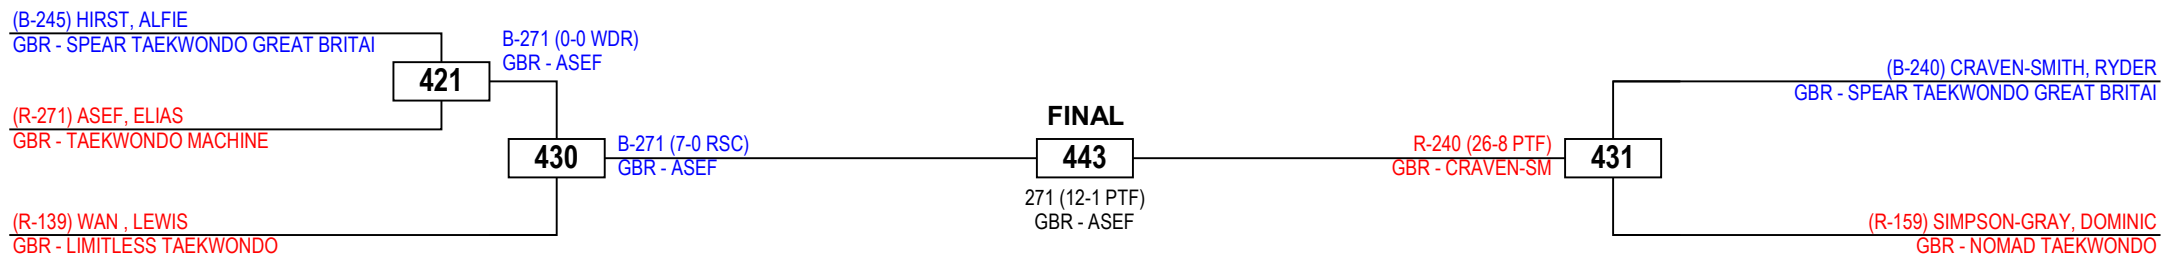 (B-245) HIRST, ALFIE
GBR - SPEAR TAEKWONDO GREAT BRITAI
B-271 (0-0 WDR)
GBR - ASEF
421
(R-271) ASEF, ELIAS
GBR - TAEKWONDO MACHINE
430
B-271 (7-0 RSC)
GBR - ASEF
(R-139) WAN , LEWIS
GBR - LIMITLESS TAEKWONDO
FINAL
443
271 (12-1 PTF)
GBR - ASEF
(B-240) CRAVEN-SMITH, RYDER
GBR - SPEAR TAEKWONDO GREAT BRITAI
R-240 (26-8 PTF)
GBR - CRAVEN-SM
431
(R-159) SIMPSON-GRAY, DOMINIC
GBR - NOMAD TAEKWONDO